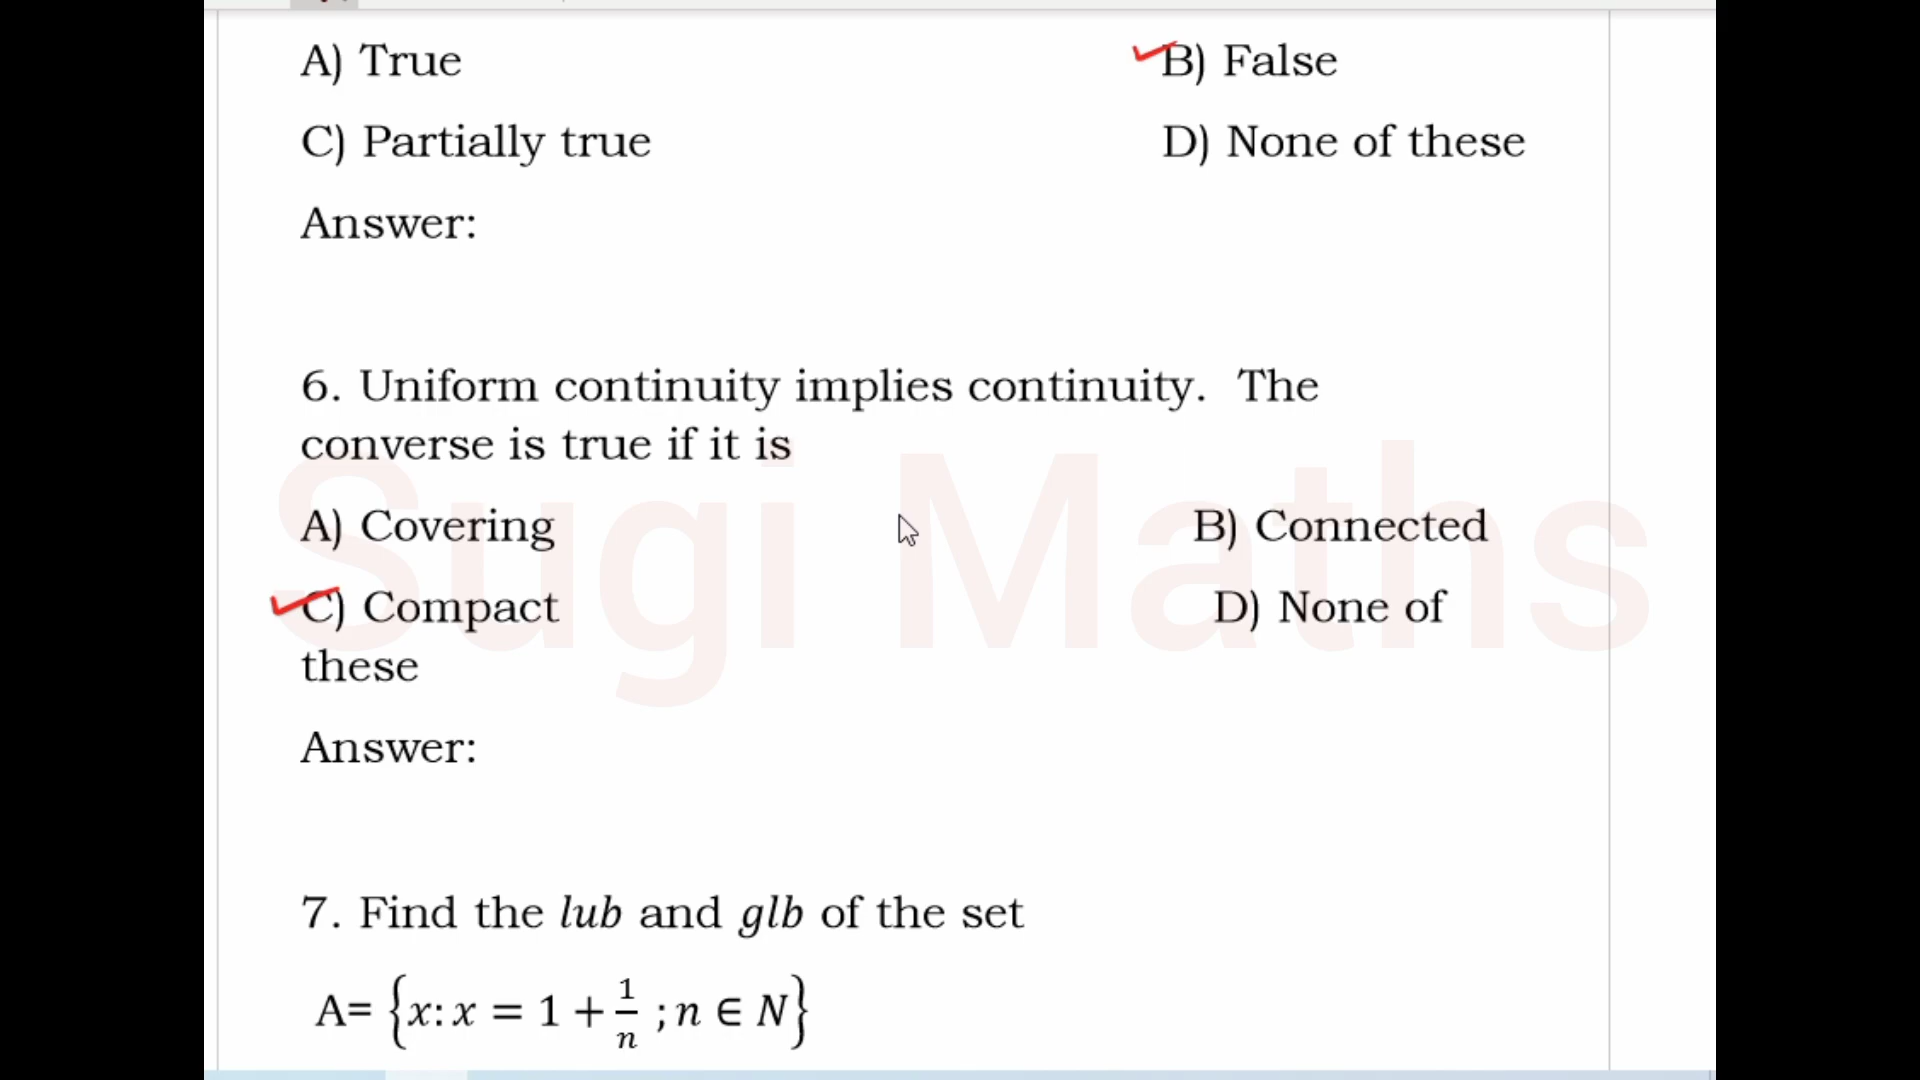 A) True B) False
C) Partially true D) None of these
Answer:
6. Uniform continuity implies continuity. The
converse is true if it is
A) Covering B) Connected
C) Compact D) None of
these
Answer:
Sugi Maths
7. Find the lub and glb of the set
A= {x: x = 1 + 1/n ; n ∈ N}